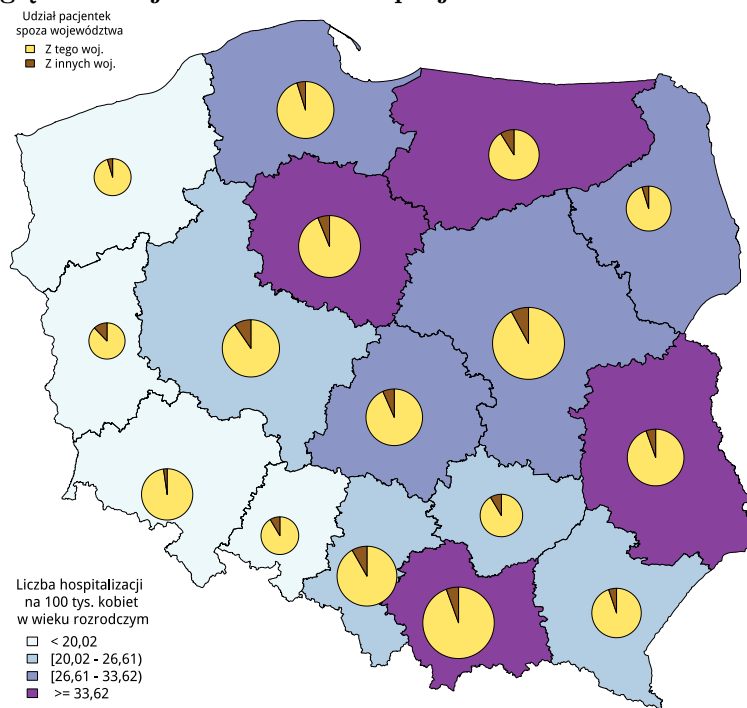 Udział pacjentek
spoza województwa
Z tego woj.
Z innych woj.
Liczba hospitalizacji
na 100 tys. kobiet
w wieku rozrodczym
< 20,02
[20,02 - 26,61)
[26,61 - 33,62)
>= 33,62